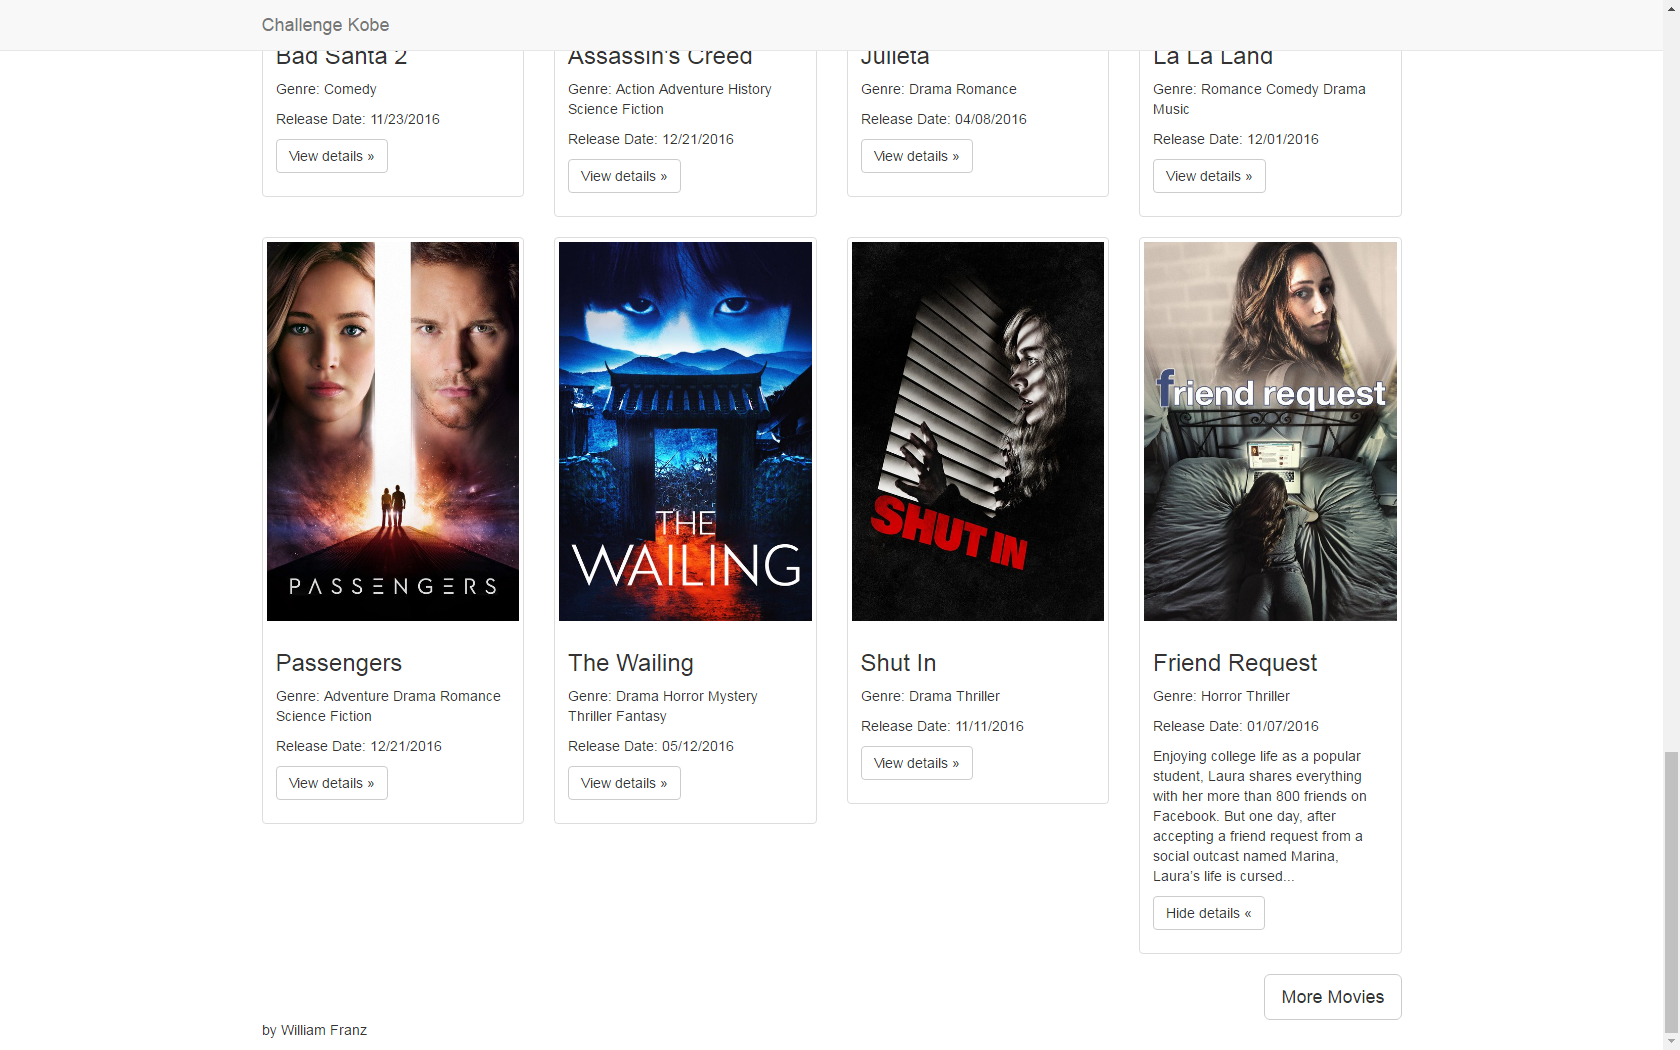 Challenge Kobe
Bad Santa 2
Genre: Comedy
Release Date: 11/23/2016
View details »
Assassin's Creed
Genre: Action Adventure History
Science Fiction
Release Date: 12/21/2016
View details »
Julieta
Genre: Drama Romance
Release Date: 04/08/2016
View details »
La La Land
Genre: Romance Comedy Drama
Music
Release Date: 12/01/2016
View details »
PASSENGERS
Passengers
Genre: Adventure Drama Romance
Science Fiction
Release Date: 12/21/2016
View details »
THE
WAILING
The Wailing
Genre: Drama Horror Mystery
Thriller Fantasy
Release Date: 05/12/2016
View details »
SHUT IN
Shut In
Genre: Drama Thriller
Release Date: 11/11/2016
View details »
friend request
Friend Request
Genre: Horror Thriller
Release Date: 01/07/2016
Enjoying college life as a popular
student, Laura shares everything
with her more than 800 friends on
Facebook. But one day, after
accepting a friend request from a
social outcast named Marina,
Laura's life is cursed...
Hide details «
More Movies
by William Franz